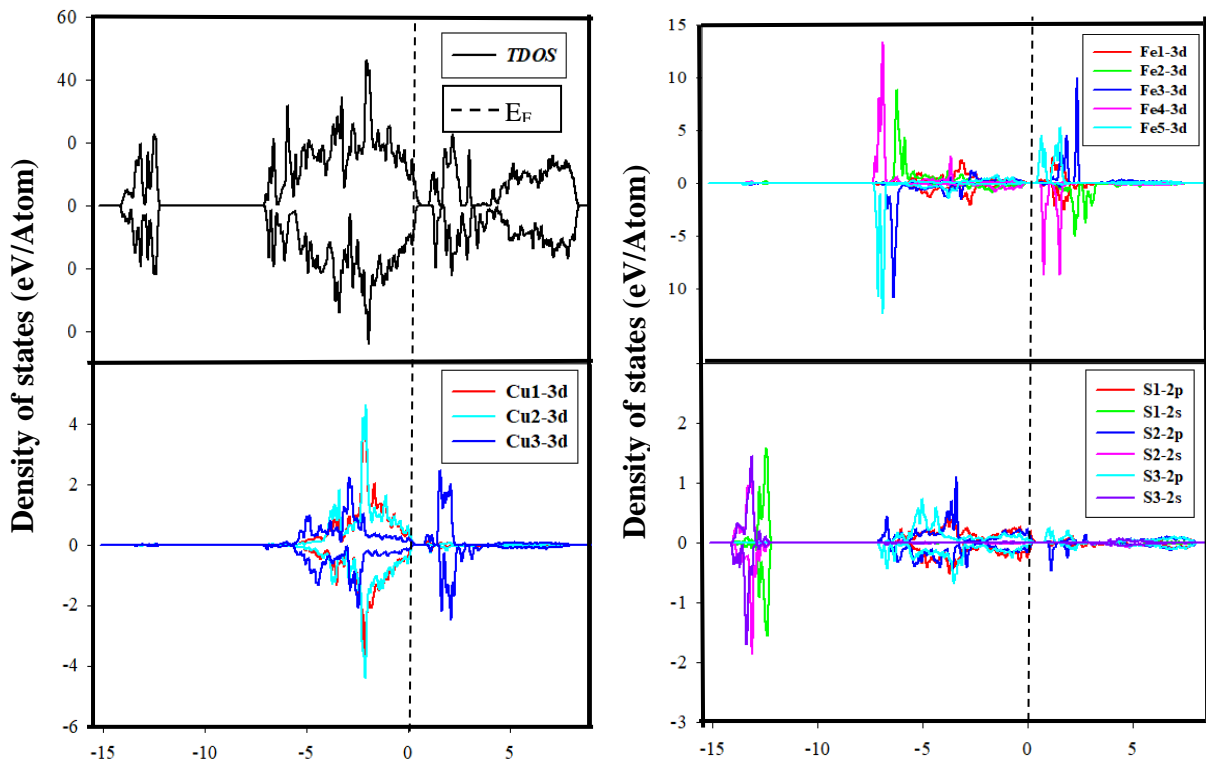 Density of states (eV/Atom)
60
40
0
0
0
0
TDOS
E_F
4
2
0
-2
-4
-6
Cu1-3d
Cu2-3d
Cu3-3d
-15
-10
-5
0
5
Density of states (eV/Atom)
15
10
5
0
-5
10
Fe1-3d
Fe2-3d
Fe3-3d
Fe4-3d
Fe5-3d
2
1
0
-1
-2
-3
S1-2p
S1-2s
S2-2p
S2-2s
S3-2p
S3-2s
-15
-10
-5
0
5